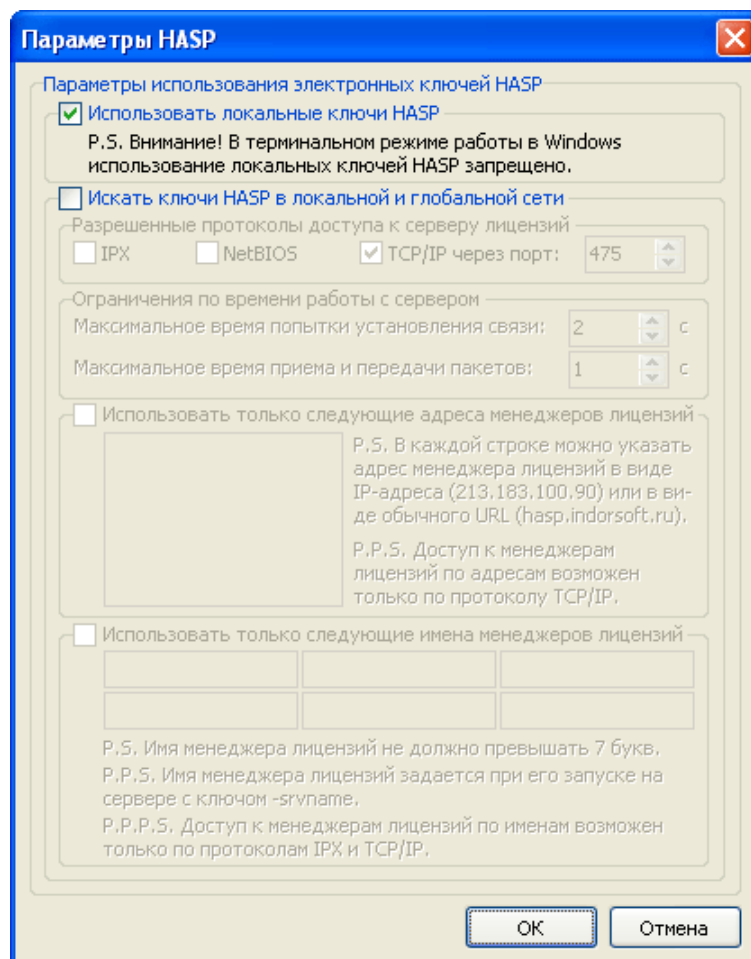 Параметры HASP
Параметры использования электронных ключей HASP
Использовать локальные ключи HASP
P.S. Внимание! В терминальном режиме работы в Windows
использование локальных ключей HASP запрещено.
Искать ключи HASP в локальной и глобальной сети
Разрешенные протоколы доступа к серверу лицензий
IPX NetBIOS TCP/IP через порт: 475
Ограничения по времени работы с сервером
Максимальное время попытки установления связи: 2 с
Максимальное время приема и передачи пакетов: 1 с
Использовать только следующие адреса менеджеров лицензий
P.S. В каждой строке можно указать
адрес менеджера лицензий в виде
IP-адреса (213.183.100.90) или в ви-
де обычного URL (hasp.indorsoft.ru).
P.P.S. Доступ к менеджерам
лицензий по адресам возможен
только по протоколу TCP/IP.
Использовать только следующие имена менеджеров лицензий
P.S. Имя менеджера лицензий не должно превышать 7 букв.
P.P.S. Имя менеджера лицензий задается при его запуске на
сервере с ключом -srvname.
P.P.P.S. Доступ к менеджерам лицензий по именам возможен
только по протоколам IPX и TCP/IP.
ОК Отмена